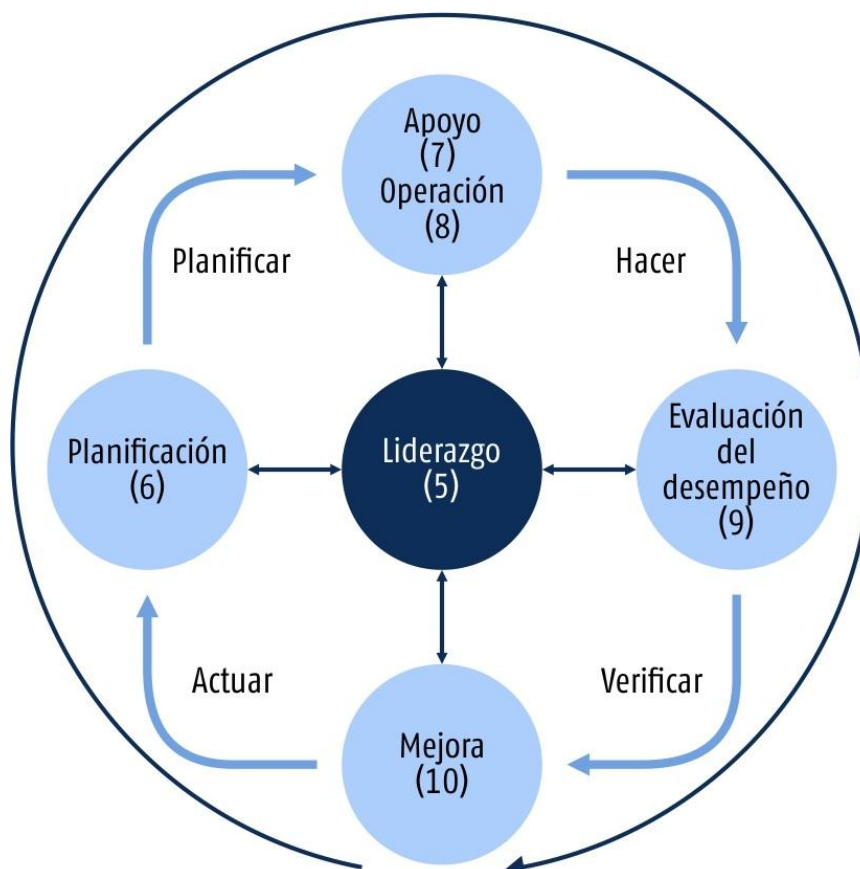 Apoyo
(7)
Operación
(8)
Planificar
Hacer
Planificación
(6)
Liderazgo
(5)
Evaluación
del
desempeño
(9)
Actuar
Verificar
Mejora
(10)